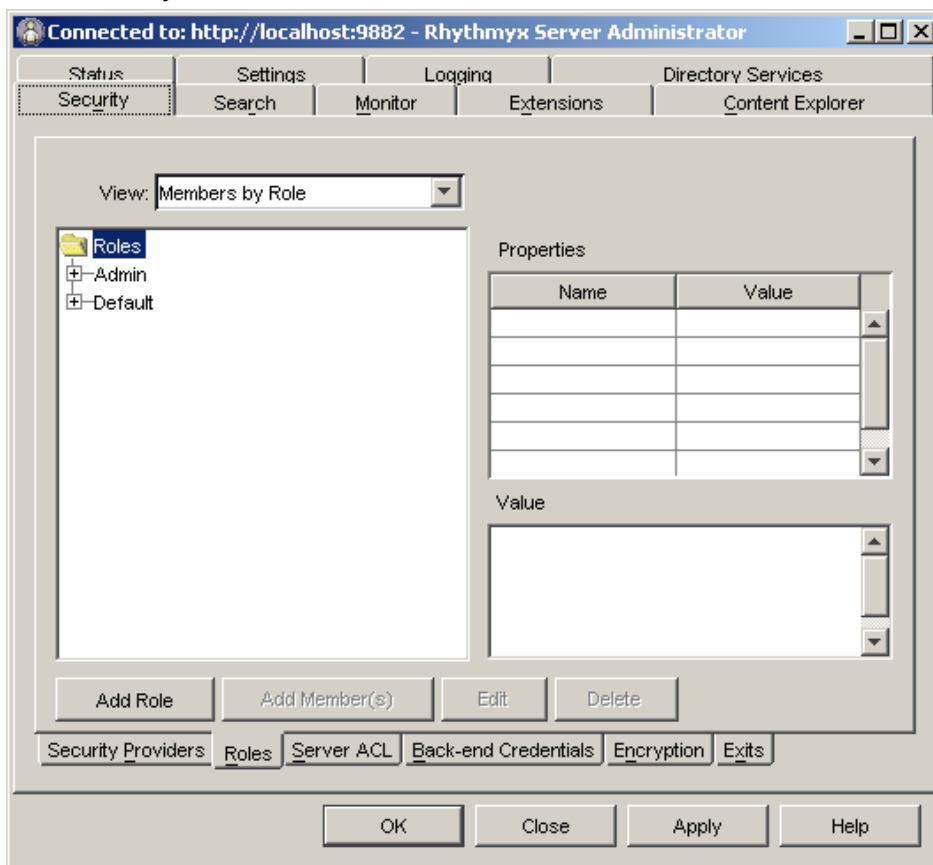 Connected to: http://localhost:9882 - Rhythmyx Server Administrator
Status Settings Logging Directory Services
Security Search Monitor Extensions Content Explorer
View: Members by Role
Roles
Admin
Default
Properties
Name Value
Value
Add Role Add Member(s) Edit Delete
Security Providers Roles Server ACL Back-end Credentials Encryption Exits
OK Close Apply Help